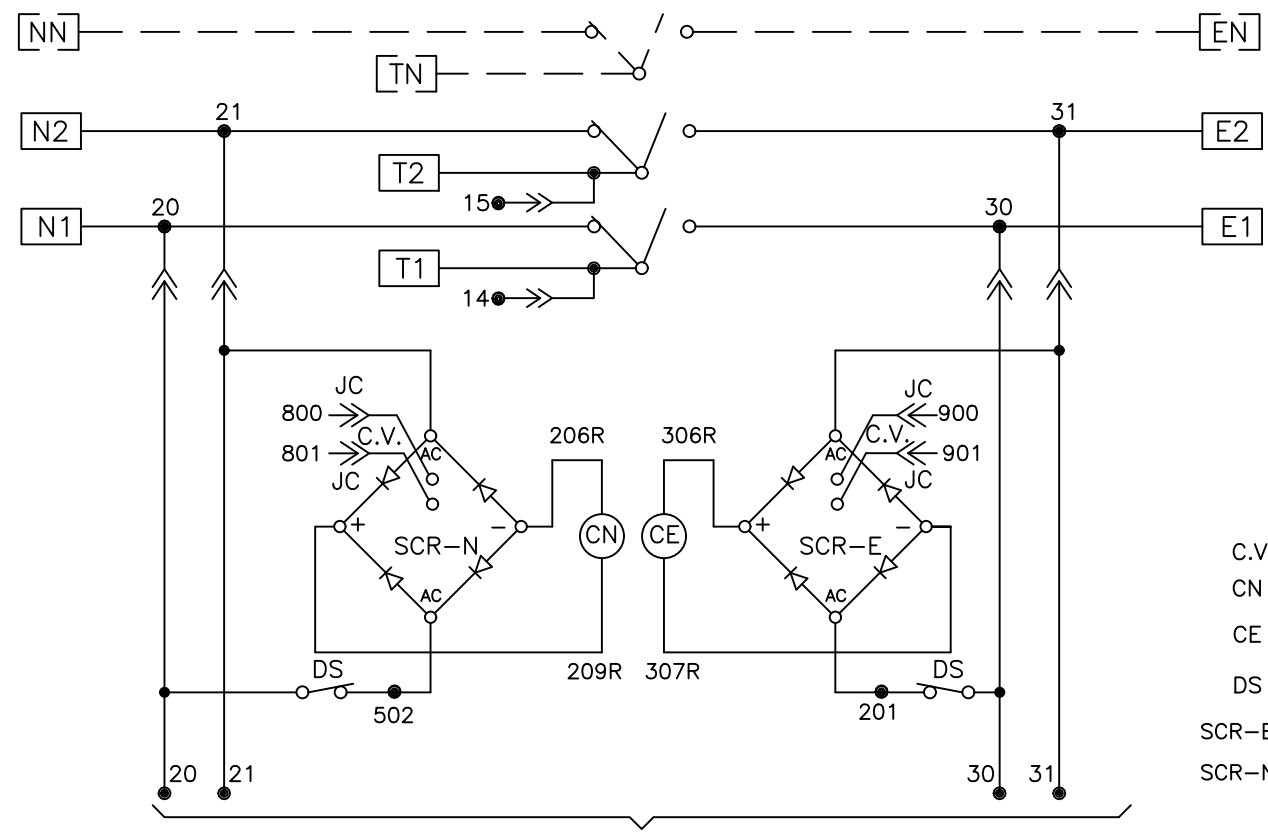 [NN]
[EN]
[TN]
21
31
N2
E2
T2
15
20
30
N1
E1
T1
14
JC
JC
800
900
C.V.
C.V.
206R
306R
801
901
AC
AC
JC
JC
+
−
CN
CE
+
−
SCR−N
SCR−E
C.V
CN
AC
AC
CE
DS
209R
307R
DS
DS
502
201
SCR−E
20
21
30
31
SCR−N